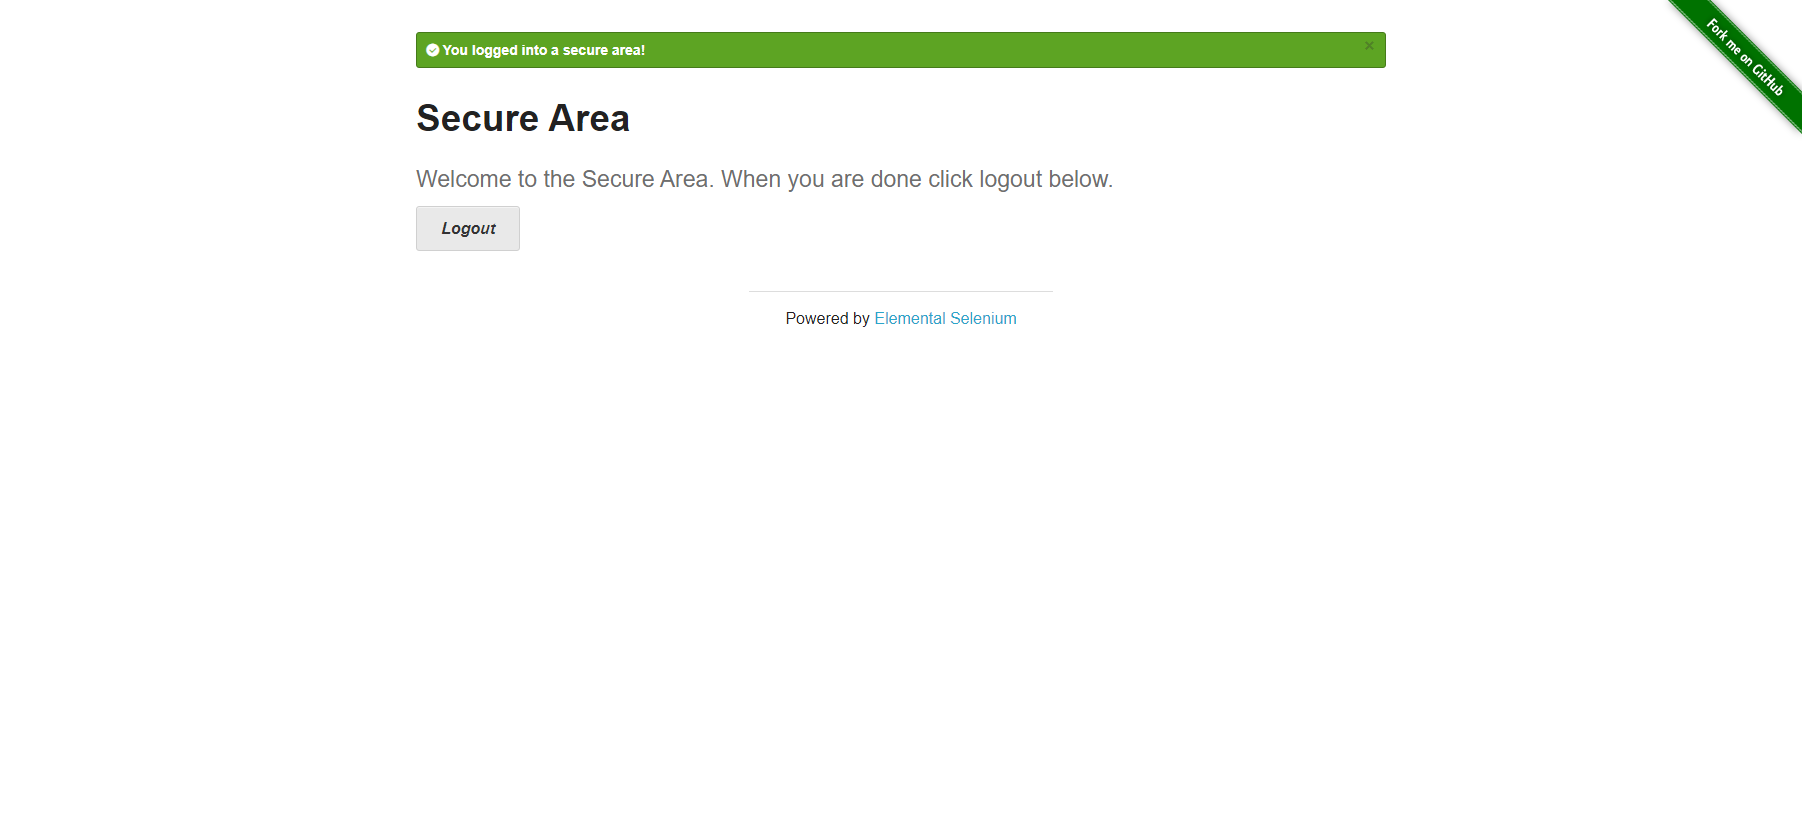 You logged into a secure area!
×
Fork me on GitHub
Secure Area
Welcome to the Secure Area. When you are done click logout below.
Logout
Powered by Elemental Selenium